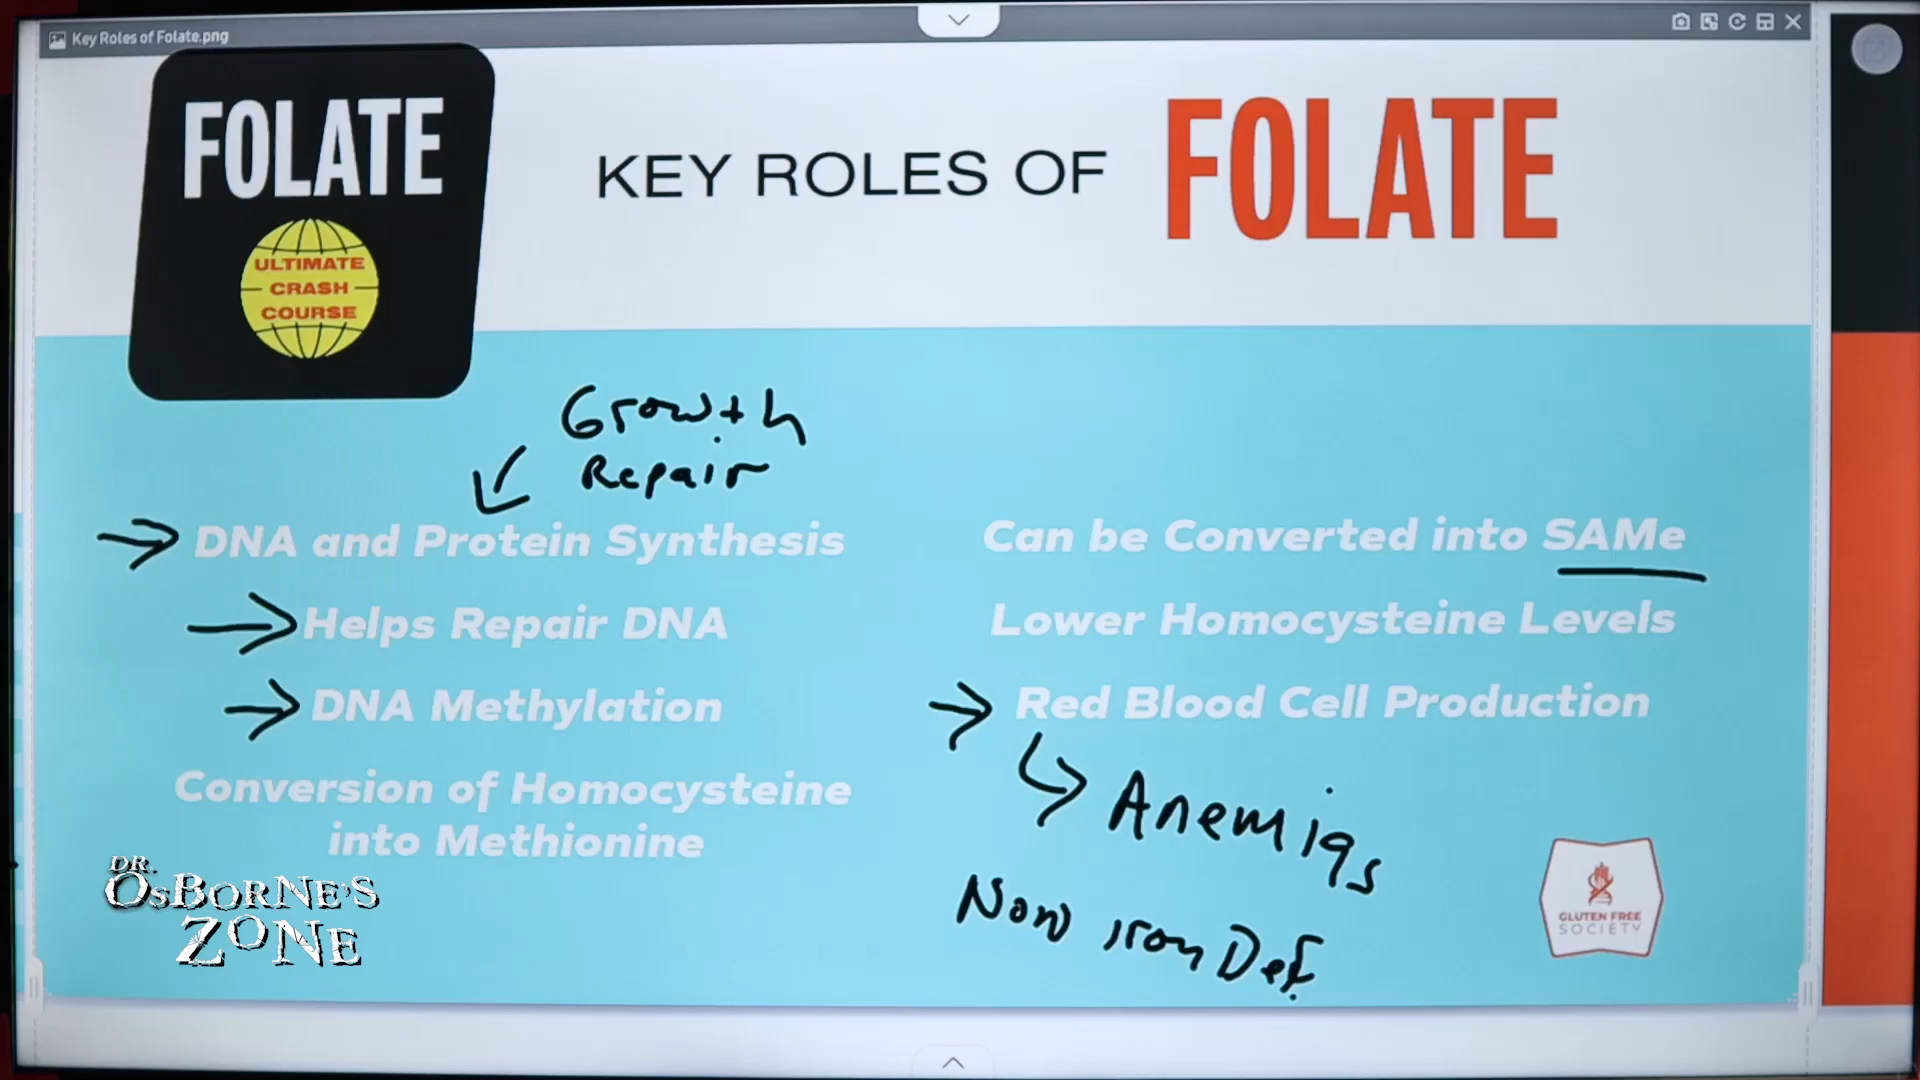 Key Roles of Folate.png
FOLATE
ULTIMATE
CRASH
COURSE
KEY ROLES OF FOLATE
Growth
Repair
DNA and Protein Synthesis
Helps Repair DNA
DNA Methylation
Conversion of Homocysteine
into Methionine
Can be Converted into SAMe
Lower Homocysteine Levels
Red Blood Cell Production
Anemias
Non iron Def.
DR.
OSBORNE'S
ZONE
GLUTEN FREE
SOCIETY